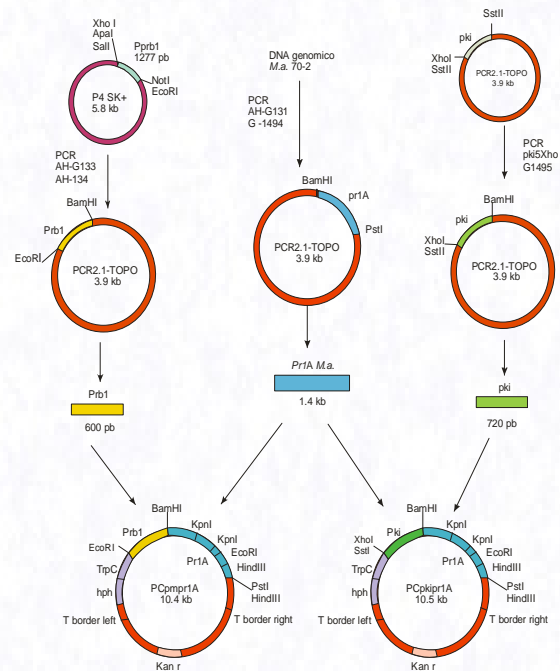 Xho I
ApaI
SalI
Pprb1
1277 pb
NotI
EcoRI
P4 SK+
5.8 kb
PCR
AH-G133
AH-134
BamHI
Prb1
EcoRI
PCR2.1-TOPO
3.9 kb
Prb1
600 pb
DNA genomico
M.a. 70-2
PCR
AH-G131
G -1494
BamHI
pr1A
PstI
PCR2.1-TOPO
3.9 kb
Pr1A M.a.
1.4 kb
SstII
pki
XhoI
SstII
PCR2.1-TOPO
3.9 kb
PCR
pki5Xho
G1495
BamHI
pki
XhoI
SstII
PCR2.1-TOPO
3.9 kb
pki
720 pb
BamHI
Prb1
KpnI
KpnI
EcoRI
EcoRI
HindIII
Pr1A
TrpC
PstI
HindIII
hph
PCpmpr1A
10.4 kb
T border left
T border right
Kan r
BamHI
Pki
KpnI
KpnI
XhoI
SstI
EcoRI
HindIII
Pr1A
TrpC
PstI
HindIII
hph
PCpkipr1A
10.5 kb
T border left
T border right
Kan r